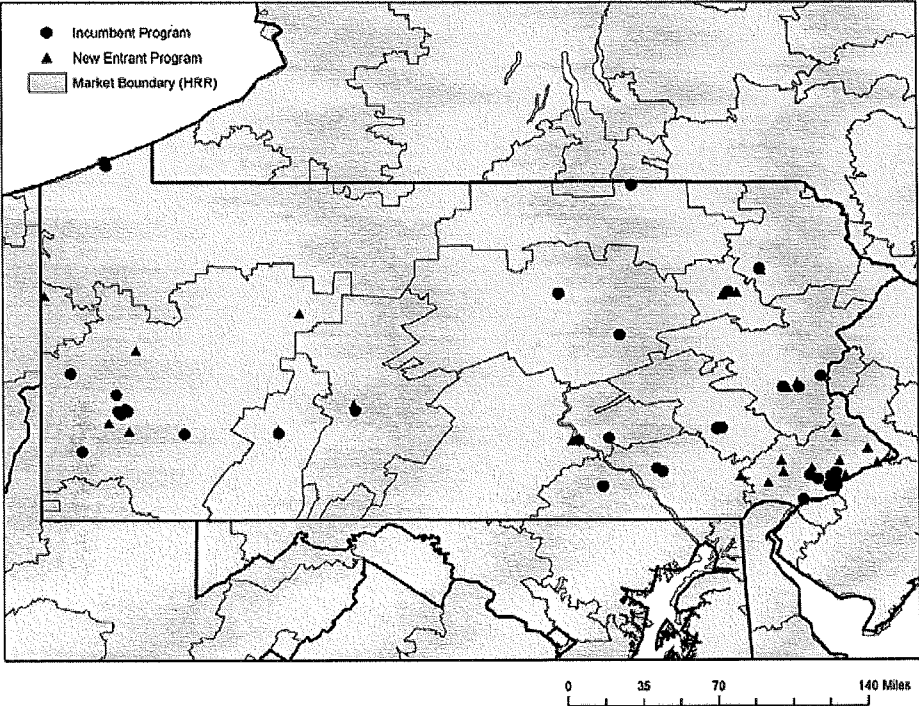 Incumbent Program
New Entrant Program
Market Boundary (HRR)
0 35 70 140 Miles